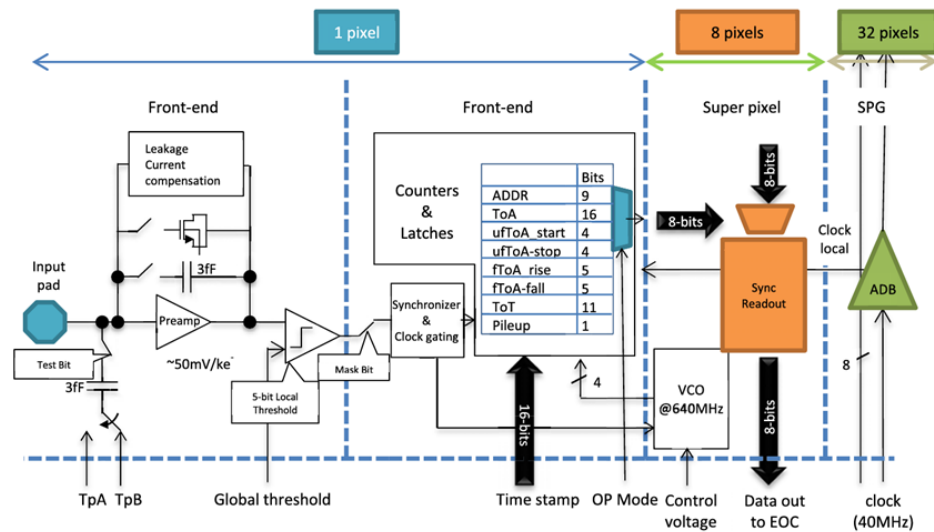 1 pixel
8 pixels
32 pixels
Front-end
Front-end
Super pixel
SPG
Leakage
Current
compensation
3fF
Input
pad
Preamp
~50mV/ke-
Test Bit
3fF
5-bit Local
Threshold
Mask Bit
Synchronizer
&
Clock gating
Counters
&
Latches
Bits
ADDR 9
ToA 16
ufToA_start 4
ufToA-stop 4
fToA_rise 5
fToA-fall 5
ToT 11
Pileup 1
8-bits
8-bits
Clock
local
Sync
Readout
ADB
4
VCO
@640MHz
8
16-bits
8-bits
TpA
TpB
Global threshold
Time stamp
OP Mode
Control
voltage
Data out
to EOC
clock
(40MHz)